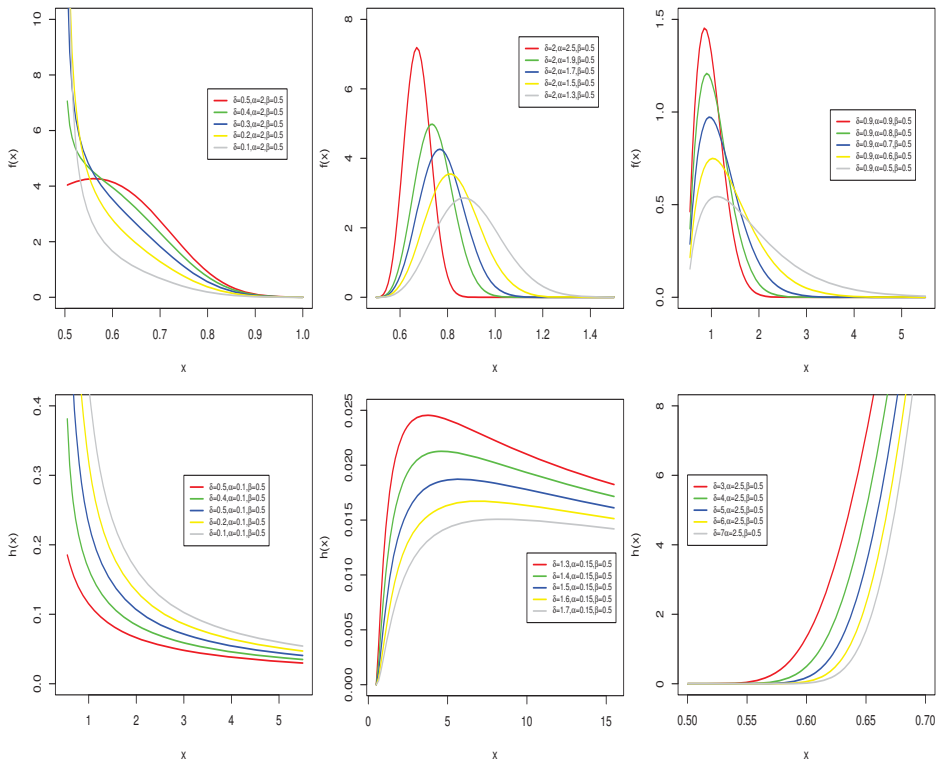 f(x)
10
8
6
4
2
0
δ=0.5,α=2,β=0.5
δ=0.4,α=2,β=0.5
δ=0.3,α=2,β=0.5
δ=0.2,α=2,β=0.5
δ=0.1,α=2,β=0.5
0.5 0.6 0.7 0.8 0.9 1.0
x
f(x)
8
6
4
2
0
δ=2,α=2.5,β=0.5
δ=2,α=1.9,β=0.5
δ=2,α=1.7,β=0.5
δ=2,α=1.5,β=0.5
δ=2,α=1.3,β=0.5
0.6 0.8 1.0 1.2 1.4
x
f(x)
1.5
1.0
0.5
0.0
δ=0.9,α=0.9,β=0.5
δ=0.9,α=0.8,β=0.5
δ=0.9,α=0.7,β=0.5
δ=0.9,α=0.6,β=0.5
δ=0.9,α=0.5,β=0.5
1 2 3 4 5
x
h(x)
0.4
0.3
0.2
0.1
0.0
δ=0.5,α=0.1,β=0.5
δ=0.4,α=0.1,β=0.5
δ=0.5,α=0.1,β=0.5
δ=0.2,α=0.1,β=0.5
δ=0.1,α=0.1,β=0.5
1 2 3 4 5
x
h(x)
0.025
0.020
0.015
0.010
0.005
0.000
δ=1.3,α=0.15,β=0.5
δ=1.4,α=0.15,β=0.5
δ=1.5,α=0.15,β=0.5
δ=1.6,α=0.15,β=0.5
δ=1.7,α=0.15,β=0.5
0 5 10 15
x
h(x)
8
6
4
2
0
δ=3,α=2.5,β=0.5
δ=4,α=2.5,β=0.5
δ=5,α=2.5,β=0.5
δ=6,α=2.5,β=0.5
δ=7α=2.5,β=0.5
0.50 0.55 0.60 0.65 0.70
x